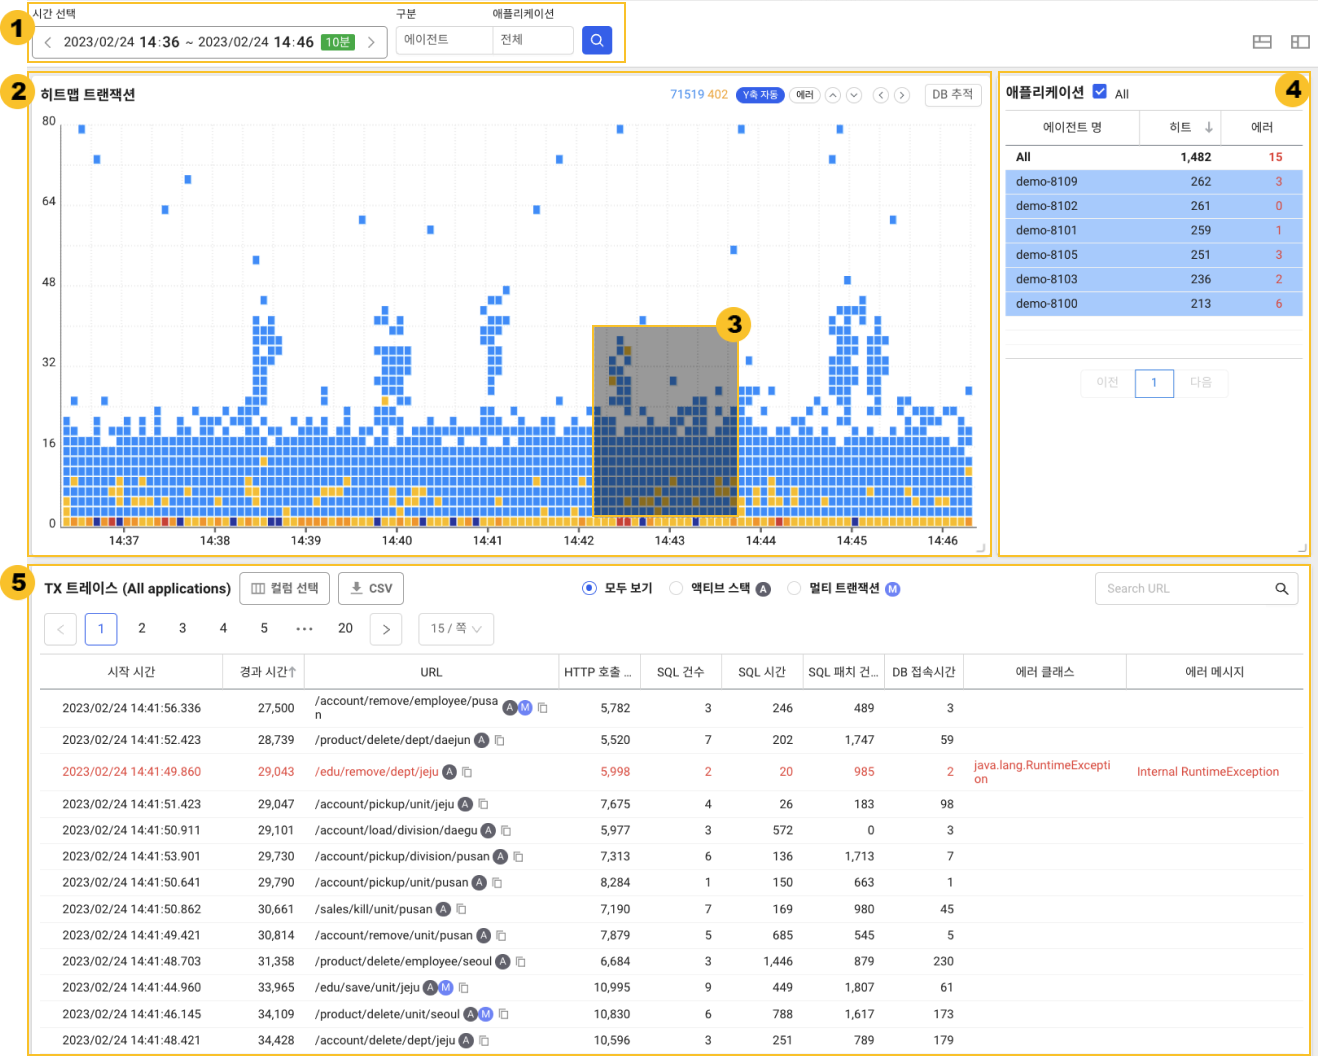 1
시간 선택
구분
애플리케이션
2023/02/24 14:36 ~ 2023/02/24 14:46 10분
에이전트
전체
2
히트맵 트랜잭션
71519 402
Y축 자동
에러
DB 추적
80
64
48
32
16
0
14:37
14:38
14:39
14:40
14:41
14:42
14:43
14:44
14:45
14:46
3
4
애플리케이션 All
에이전트 명 히트 에러
All 1,482 15
demo-8109 262 3
demo-8102 261 0
demo-8101 259 1
demo-8105 251 3
demo-8103 236 2
demo-8100 213 6
이전 1 다음
5
TX 트레이스 (All applications)
컬럼 선택
CSV
모두 보기
액티브 스택 A
멀티 트랜잭션 M
Search URL
1 2 3 4 5 ••• 20
15 / 쪽
시작 시간 경과 시간 URL HTTP 호출 ... SQL 건수 SQL 시간 SQL 패치 건... DB 접속시간 에러 클래스 에러 메시지
2023/02/24 14:41:56.336 27,500 /account/remove/employee/pusa A M 5,782 3 246 489 3
n
2023/02/24 14:41:52.423 28,739 /product/delete/dept/daejun A 5,520 7 202 1,747 59
2023/02/24 14:41:49.860 29,043 /edu/remove/dept/jeju A 5,998 2 20 985 2 java.lang.RuntimeExcepti Internal RuntimeException
on
2023/02/24 14:41:51.423 29,047 /account/pickup/unit/jeju A 7,675 4 26 183 98
2023/02/24 14:41:50.911 29,101 /account/load/division/daegu A 5,977 3 572 0 3
2023/02/24 14:41:53.901 29,730 /account/pickup/division/pusan A 7,313 6 136 1,713 7
2023/02/24 14:41:50.641 29,790 /account/pickup/unit/pusan A 8,284 1 150 663 1
2023/02/24 14:41:50.862 30,661 /sales/kill/unit/pusan A 7,190 7 169 980 45
2023/02/24 14:41:49.421 30,814 /account/remove/unit/pusan A 7,879 5 685 545 5
2023/02/24 14:41:48.703 31,358 /product/delete/employee/seoul A 6,684 3 1,446 879 230
2023/02/24 14:41:44.960 33,965 /edu/save/unit/jeju A M 10,995 9 449 1,807 61
2023/02/24 14:41:46.145 34,109 /product/delete/unit/seoul A M 10,830 6 788 1,617 173
2023/02/24 14:41:48.421 34,428 /account/delete/dept/jeju A 10,596 3 251 789 179